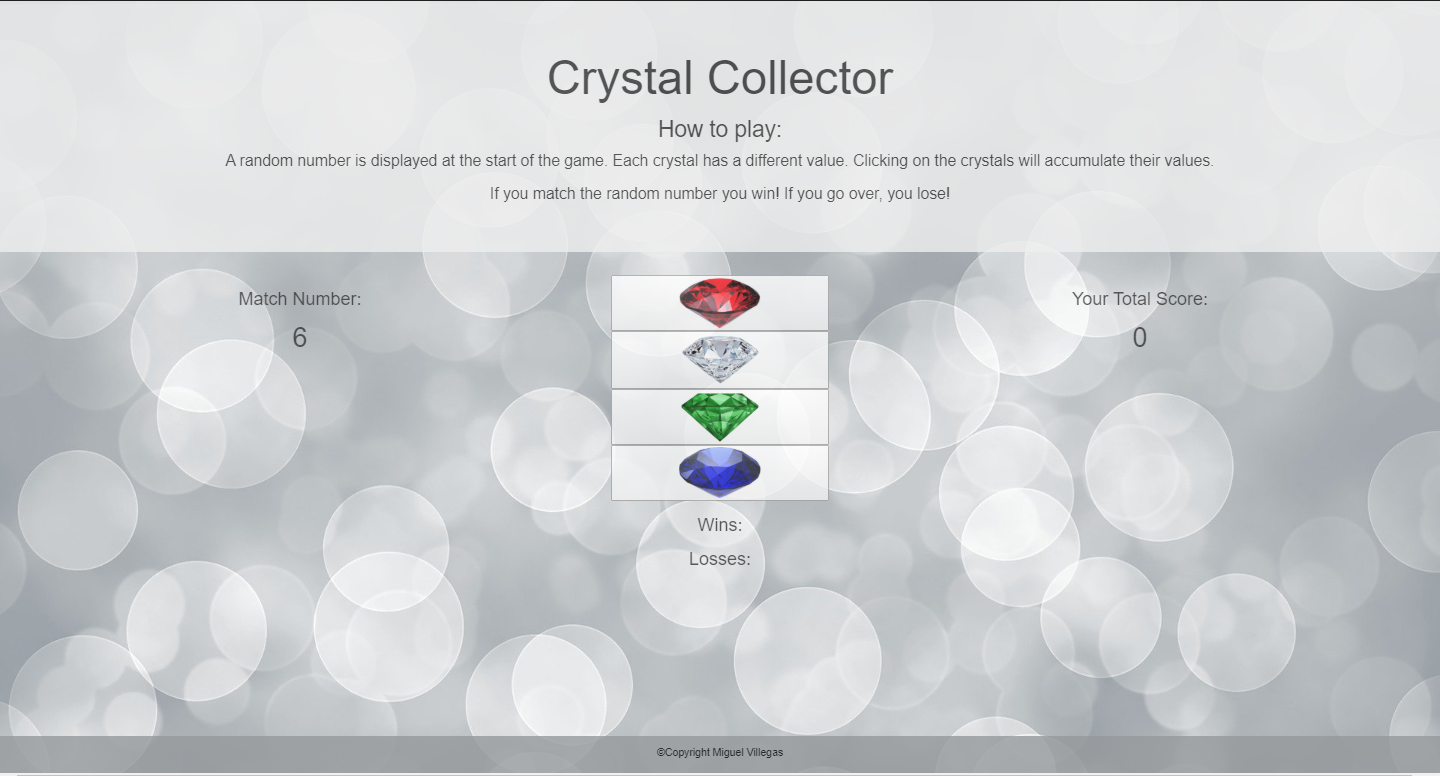 Crystal Collector
How to play:
A random number is displayed at the start of the game. Each crystal has a different value. Clicking on the crystals will accumulate their values.
If you match the random number you win! If you go over, you lose!
Match Number:
6
Your Total Score:
0
Wins:
Losses:
©Copyright Miguel Villegas